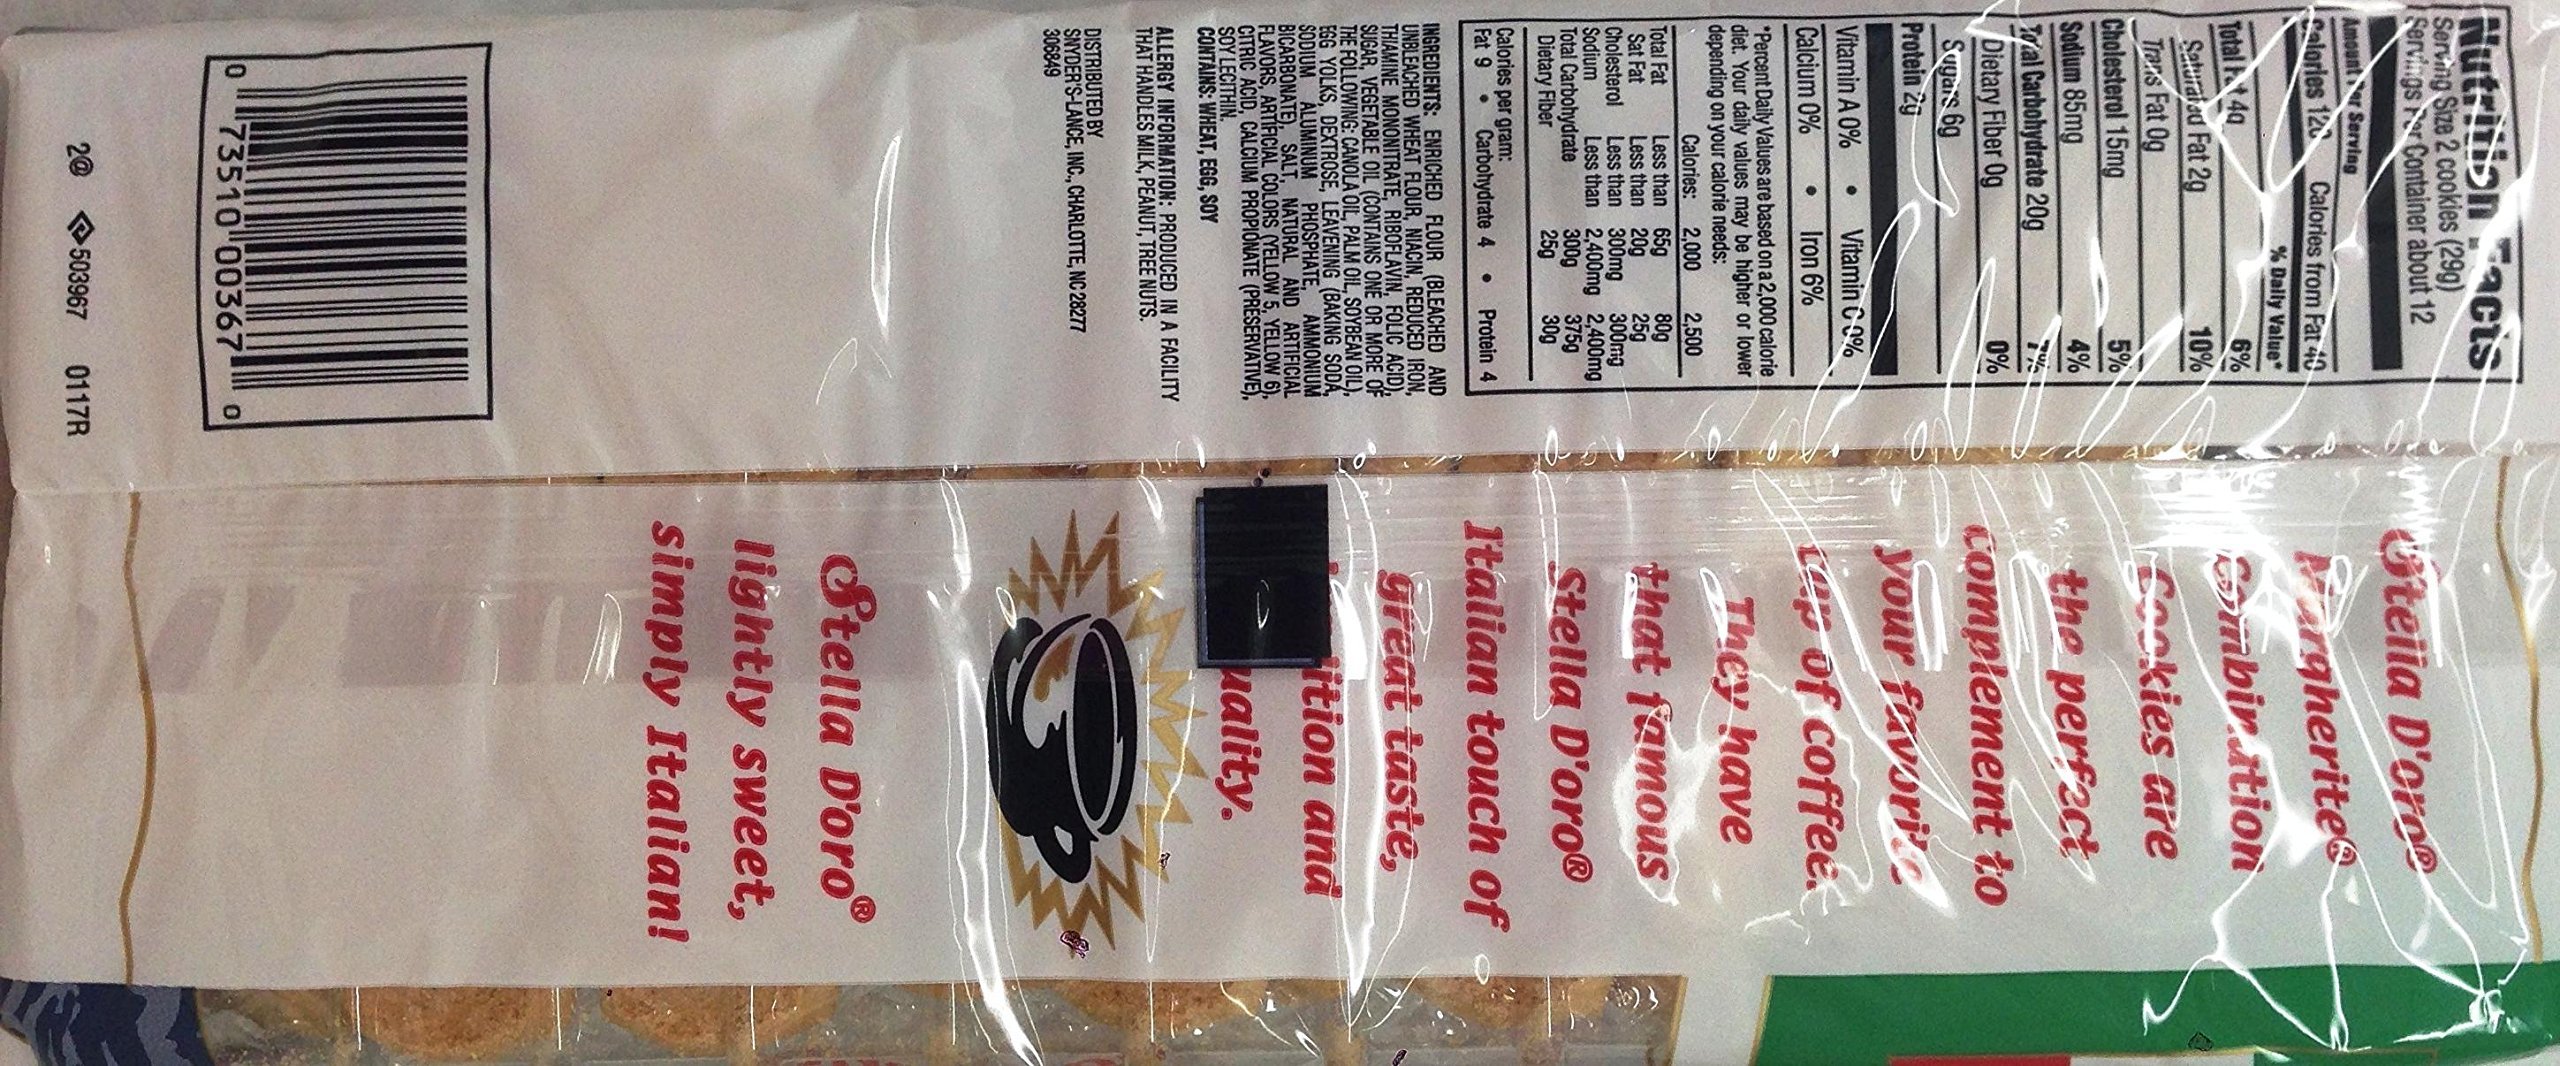 Nutrition Facts
Serving Size 2 cookies (29g)
Servings Per Container about 12
Amount Per Serving
Calories 120 Calories from Fat 40
% Daily Value*
Total Fat 4g 6%
Saturated Fat 2g 10%
Trans Fat 0g
Cholesterol 15mg 5%
Sodium 85mg 4%
Total Carbohydrate 20g 7%
Dietary Fiber 0g 0%
Sugars 6g
Protein 2g
Vitamin A 0% • Vitamin C 0%
Calcium 0% • Iron 6%
*Percent Daily Values are based on a 2,000 calorie
diet. Your daily values may be higher or lower
depending on your calorie needs:
Calories: 2,000 2,500
Total Fat Less than 65g 80g
Sat Fat Less than 20g 25g
Cholesterol Less than 300mg 300mg
Sodium Less than 2,400mg 2,400mg
Total Carbohydrate 300g 375g
Dietary Fiber 25g 30g
Calories per gram:
Fat 9 • Carbohydrate 4 • Protein 4
INGREDIENTS: ENRICHED FLOUR (BLEACHED AND
UNBLEACHED WHEAT FLOUR, NIACIN, REDUCED IRON,
THIAMINE MONONITRATE, RIBOFLAVIN, FOLIC ACID),
SUGAR, VEGETABLE OIL (CONTAINS ONE OR MORE OF
THE FOLLOWING: CANOLA OIL, PALM OIL, SOYBEAN OIL),
EGG YOLKS, DEXTROSE, LEAVENING (BAKING SODA,
SODIUM ALUMINUM PHOSPHATE, AMMONIUM
BICARBONATE), SALT, NATURAL AND ARTIFICIAL
FLAVORS, ARTIFICIAL COLORS (YELLOW 5, YELLOW 6),
CITRIC ACID, CALCIUM PROPIONATE (PRESERVATIVE),
SOY LECITHIN.
CONTAINS: WHEAT, EGG, SOY
ALLERGY INFORMATION: PRODUCED IN A FACILITY
THAT HANDLES MILK, PEANUT, TREE NUTS.
DISTRIBUTED BY
SNYDER'S-LANCE, INC., CHARLOTTE, NC 28277
306849
0 73510 00367 0
2@ 503967 0117R
Stella D'oro®
Margherite®
Combination
Cookies are
the perfect
complement to
your favorite
cup of coffee.
They have
that famous
Stella D'oro®
Italian touch of
great taste,
ition and
uality.
Stella D'oro®
lightly sweet,
simply Italian!